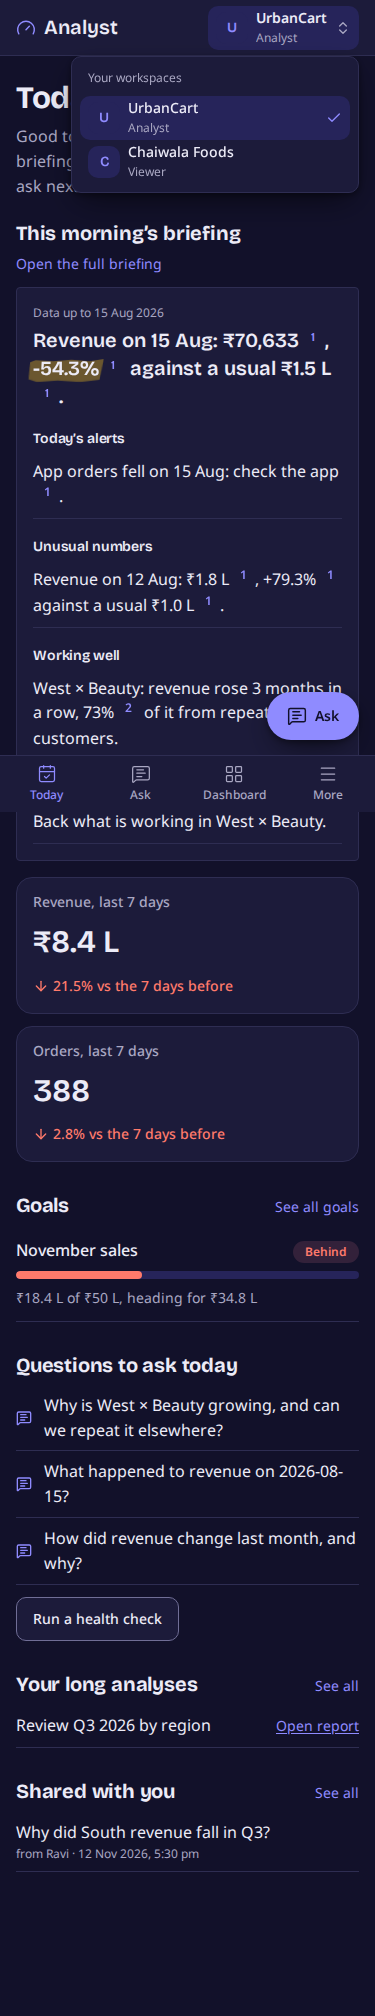 Analyst
U
UrbanCart
Analyst
Your workspaces
U
UrbanCart
Analyst
C
Chaiwala Foods
Viewer
This morning's briefing
Open the full briefing
Data up to 15 Aug 2026
Revenue on 15 Aug: ₹70,633 1 ,
-54.3% 1 against a usual ₹1.5 L
1 .
Today's alerts
App orders fell on 15 Aug: check the app
1 .
Unusual numbers
Revenue on 12 Aug: ₹1.8 L 1 , +79.3% 1
against a usual ₹1.0 L 1 .
Working well
West × Beauty: revenue rose 3 months in
a row, 73% 2 of it from repeat
customers.
Ask
Today
Ask
Dashboard
More
Back what is working in West × Beauty.
Revenue, last 7 days
₹8.4 L
↓ 21.5% vs the 7 days before
Orders, last 7 days
388
↓ 2.8% vs the 7 days before
Goals
See all goals
November sales
Behind
₹18.4 L of ₹50 L, heading for ₹34.8 L
Questions to ask today
Why is West × Beauty growing, and can
we repeat it elsewhere?
What happened to revenue on 2026-08-
15?
How did revenue change last month, and
why?
Run a health check
Your long analyses
See all
Review Q3 2026 by region
Open report
Shared with you
See all
Why did South revenue fall in Q3?
from Ravi · 12 Nov 2026, 5:30 pm